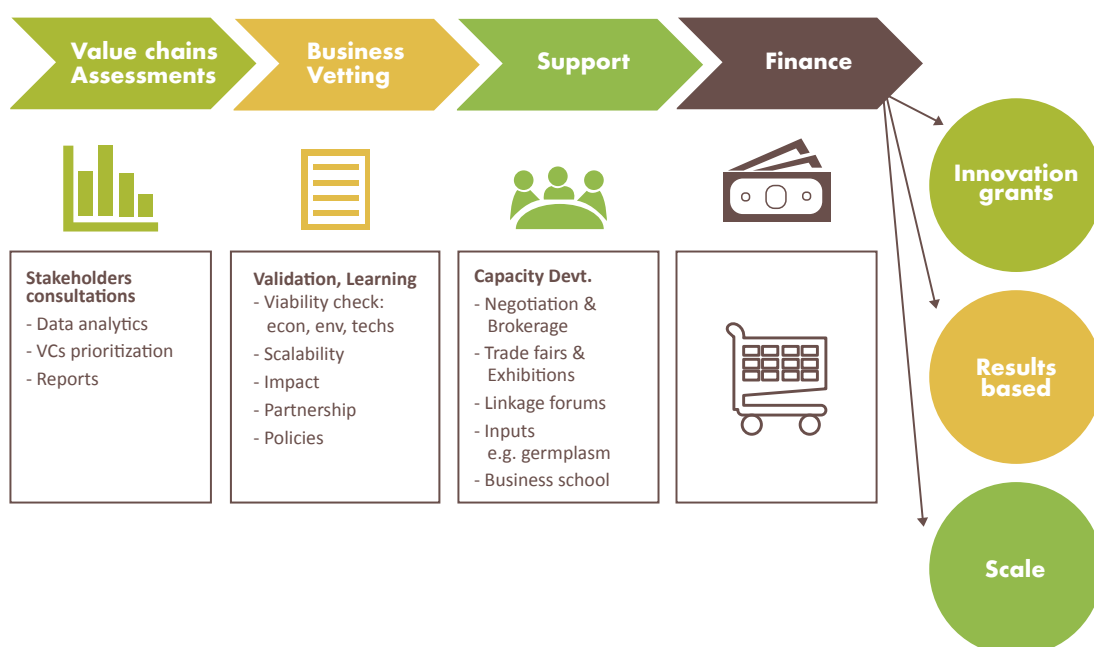 Value chains
Assessments
Business
Vetting
Support
Finance
Innovation
grants
Results
based
Scale
Stakeholders
consultations
- Data analytics
- VCs prioritization
- Reports
Validation, Learning
- Viability check:
econ, env, techs
- Scalability
- Impact
- Partnership
- Policies
Capacity Devt.
- Negotiation &
Brokerage
- Trade fairs &
Exhibitions
- Linkage forums
- Inputs
e.g. germplasm
- Business school